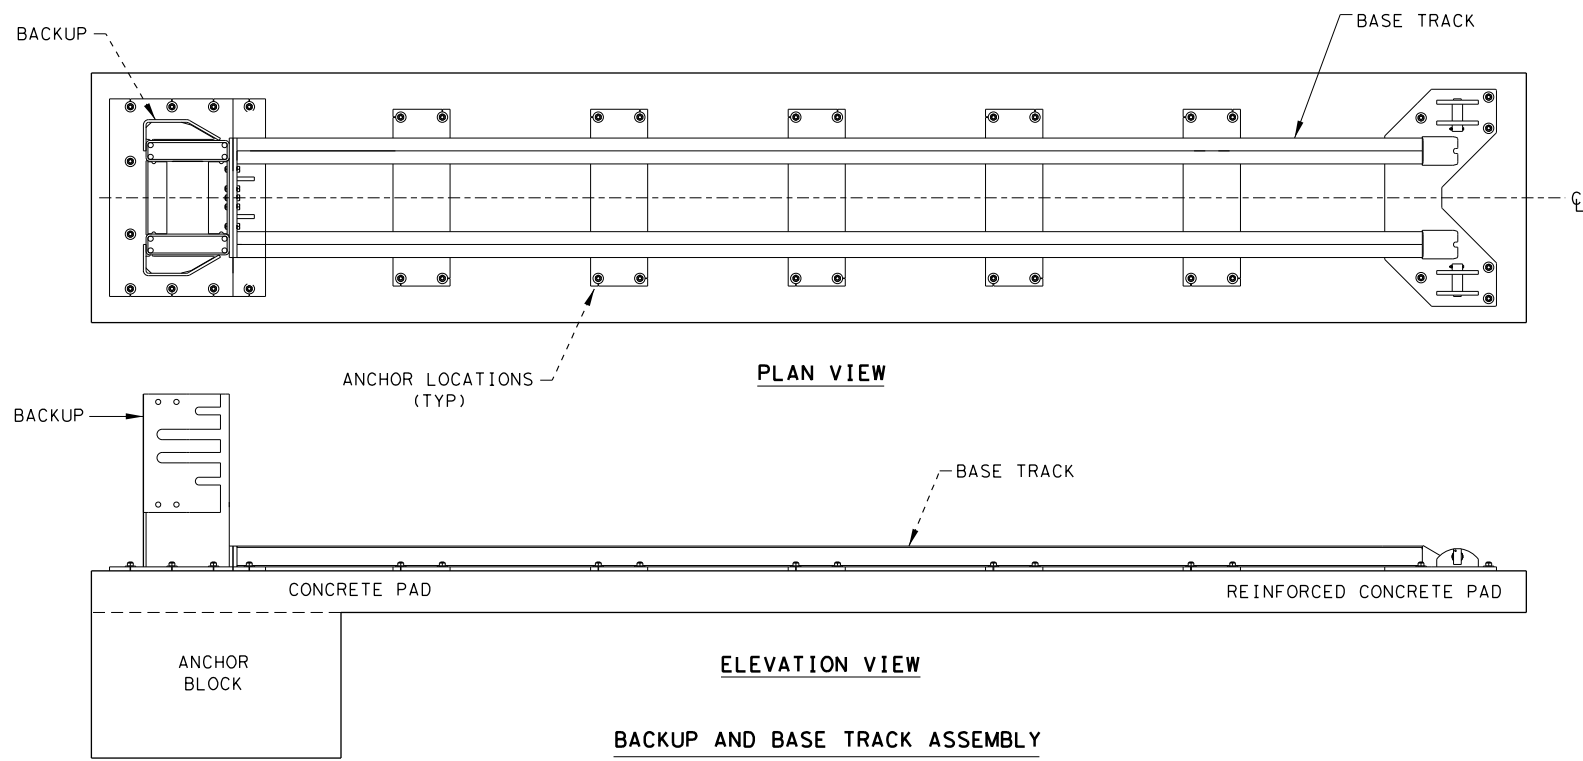 BASE TRACK
BACKUP
℄
ANCHOR LOCATIONS
(TYP)
PLAN VIEW
BACKUP
BASE TRACK
CONCRETE PAD
REINFORCED CONCRETE PAD
ANCHOR
BLOCK
ELEVATION VIEW
BACKUP AND BASE TRACK ASSEMBLY